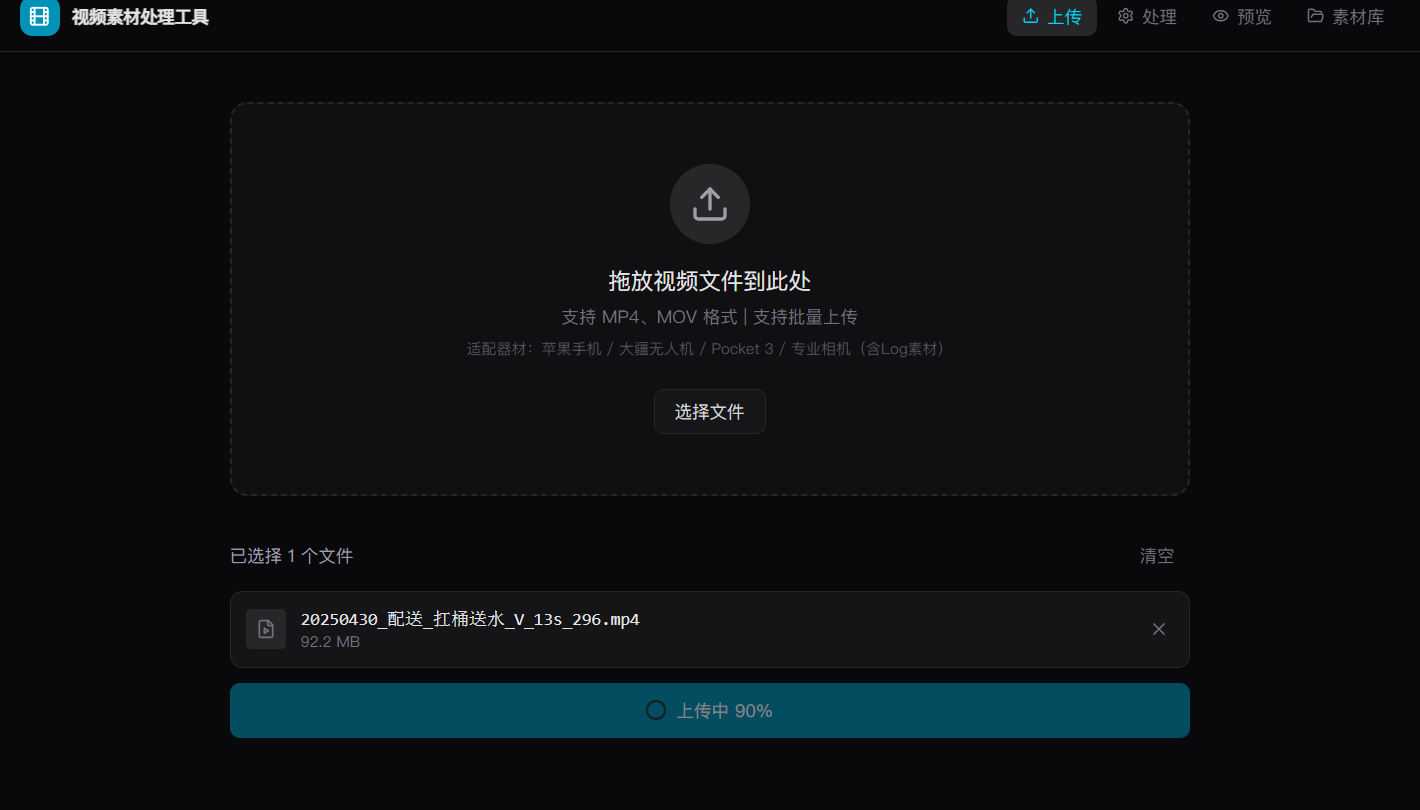 视频素材处理工具
上传
处理
预览
素材库
拖放视频文件到此处
支持 MP4、MOV 格式 | 支持批量上传
适配器材：苹果手机 / 大疆无人机 / Pocket 3 / 专业相机（含Log素材）
选择文件
已选择 1 个文件
清空
20250430_配送_扛桶送水_V_13s_296.mp4
92.2 MB
上传中 90%